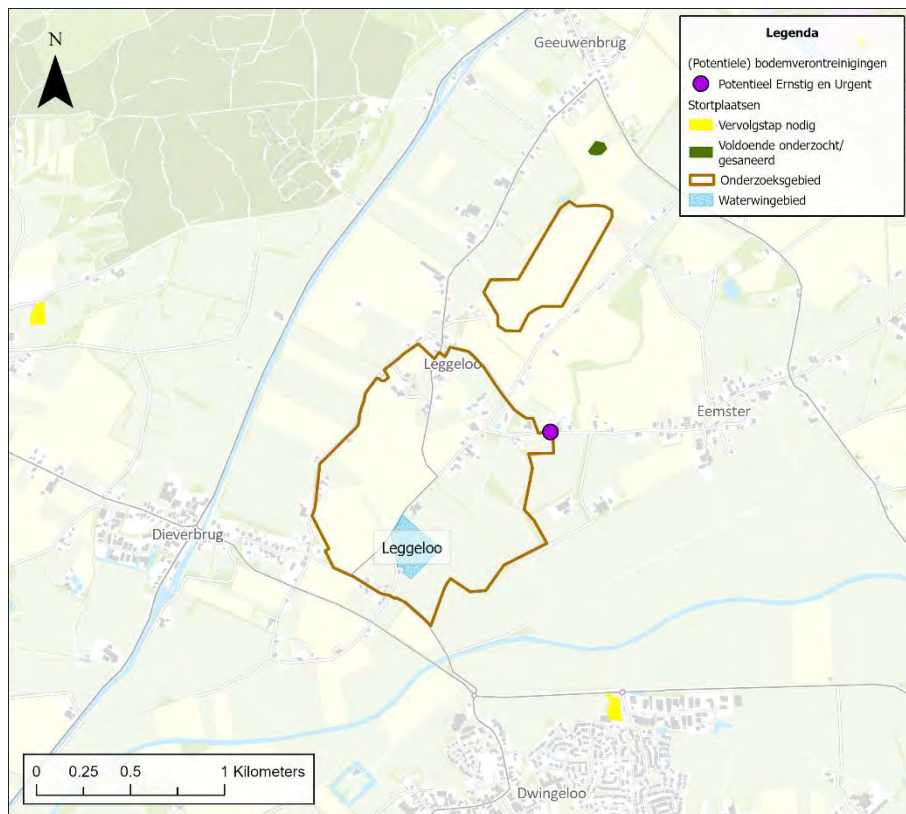 N
Geeuwenbrug
Legenda
(Potentiele) bodemverontreinigingen
Potentieel Ernstig en Urgent
Stortplaatsen
Vervolgstap nodig
Voldoende onderzocht/
gesaneerd
Onderzoeksgebied
Waterwingebied
Leggeloo
Eemster
Dieverbrug
Leggeloo
Dwingeloo
0 0.25 0.5 1 Kilometers